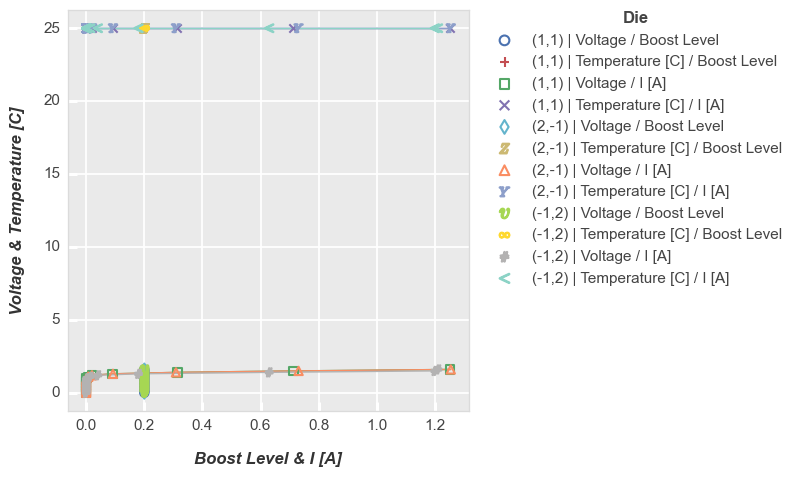 Die
(1,1) | Voltage / Boost Level
(1,1) | Temperature [C] / Boost Level
(1,1) | Voltage / I [A]
(1,1) | Temperature [C] / I [A]
(2,-1) | Voltage / Boost Level
(2,-1) | Temperature [C] / Boost Level
(2,-1) | Voltage / I [A]
(2,-1) | Temperature [C] / I [A]
(-1,2) | Voltage / Boost Level
(-1,2) | Temperature [C] / Boost Level
(-1,2) | Voltage / I [A]
(-1,2) | Temperature [C] / I [A]
Voltage & Temperature [C]
25
20
15
10
5
0
0.0 0.2 0.4 0.6 0.8 1.0 1.2
Boost Level & I [A]